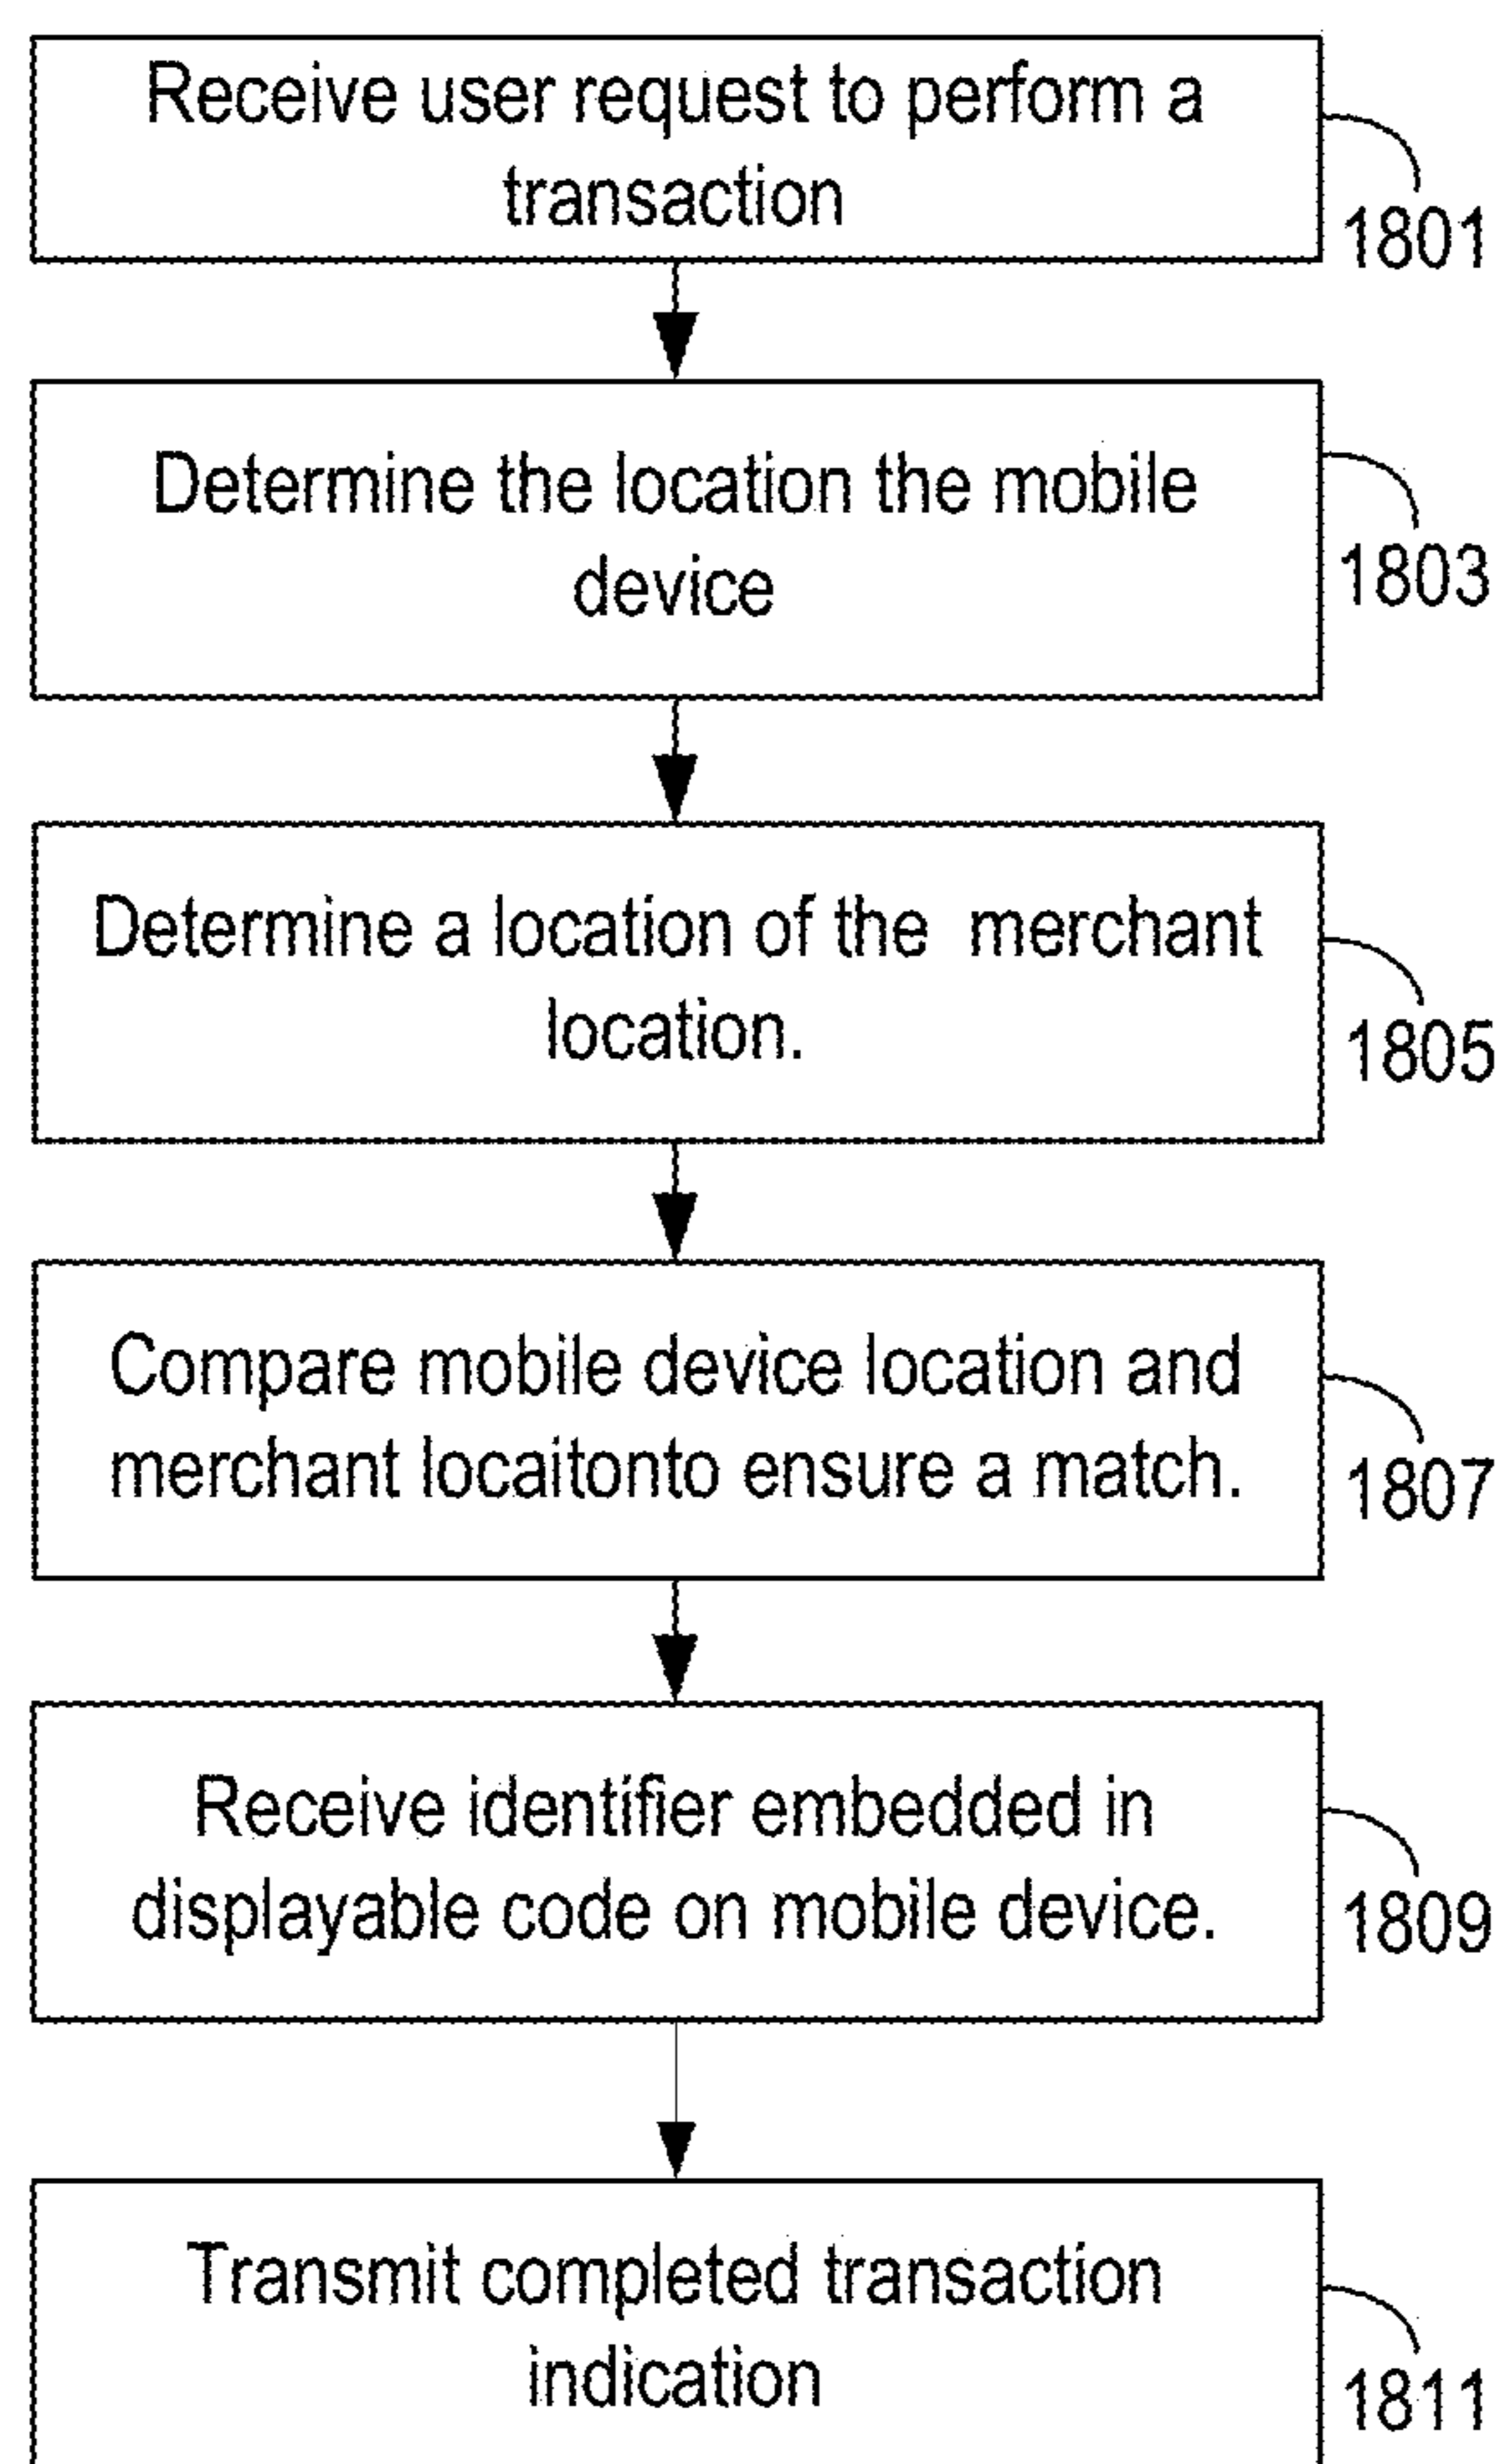 Receive user request to perform a
transaction
1801
Determine the location the mobile
device
1803
Determine a location of the  merchant
location.
1805
Compare mobile device location and
merchant locaitonto ensure a match.
1807
Receive identifier embedded in
displayable code on mobile device.
1809
Transmit completed transaction
indication
1811